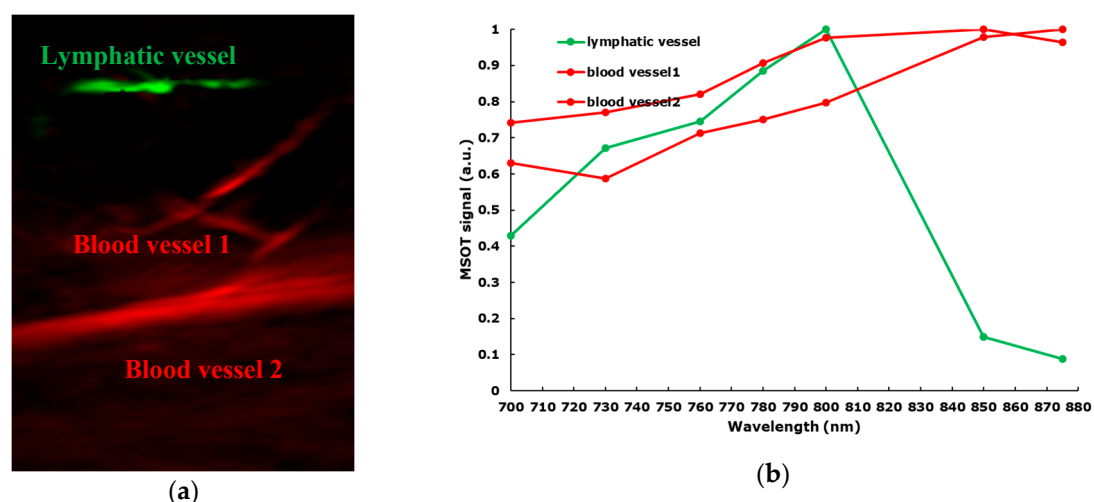 Lymphatic vessel
Blood vessel 1
Blood vessel 2
(a)
MSOT signal (a.u.)
1
0.9
0.8
0.7
0.6
0.5
0.4
0.3
0.2
0.1
0
lymphatic vessel
blood vessel1
blood vessel2
700 710 720 730 740 750 760 770 780 790 800 810 820 830 840 850 860 870 880
Wavelength (nm)
(b)